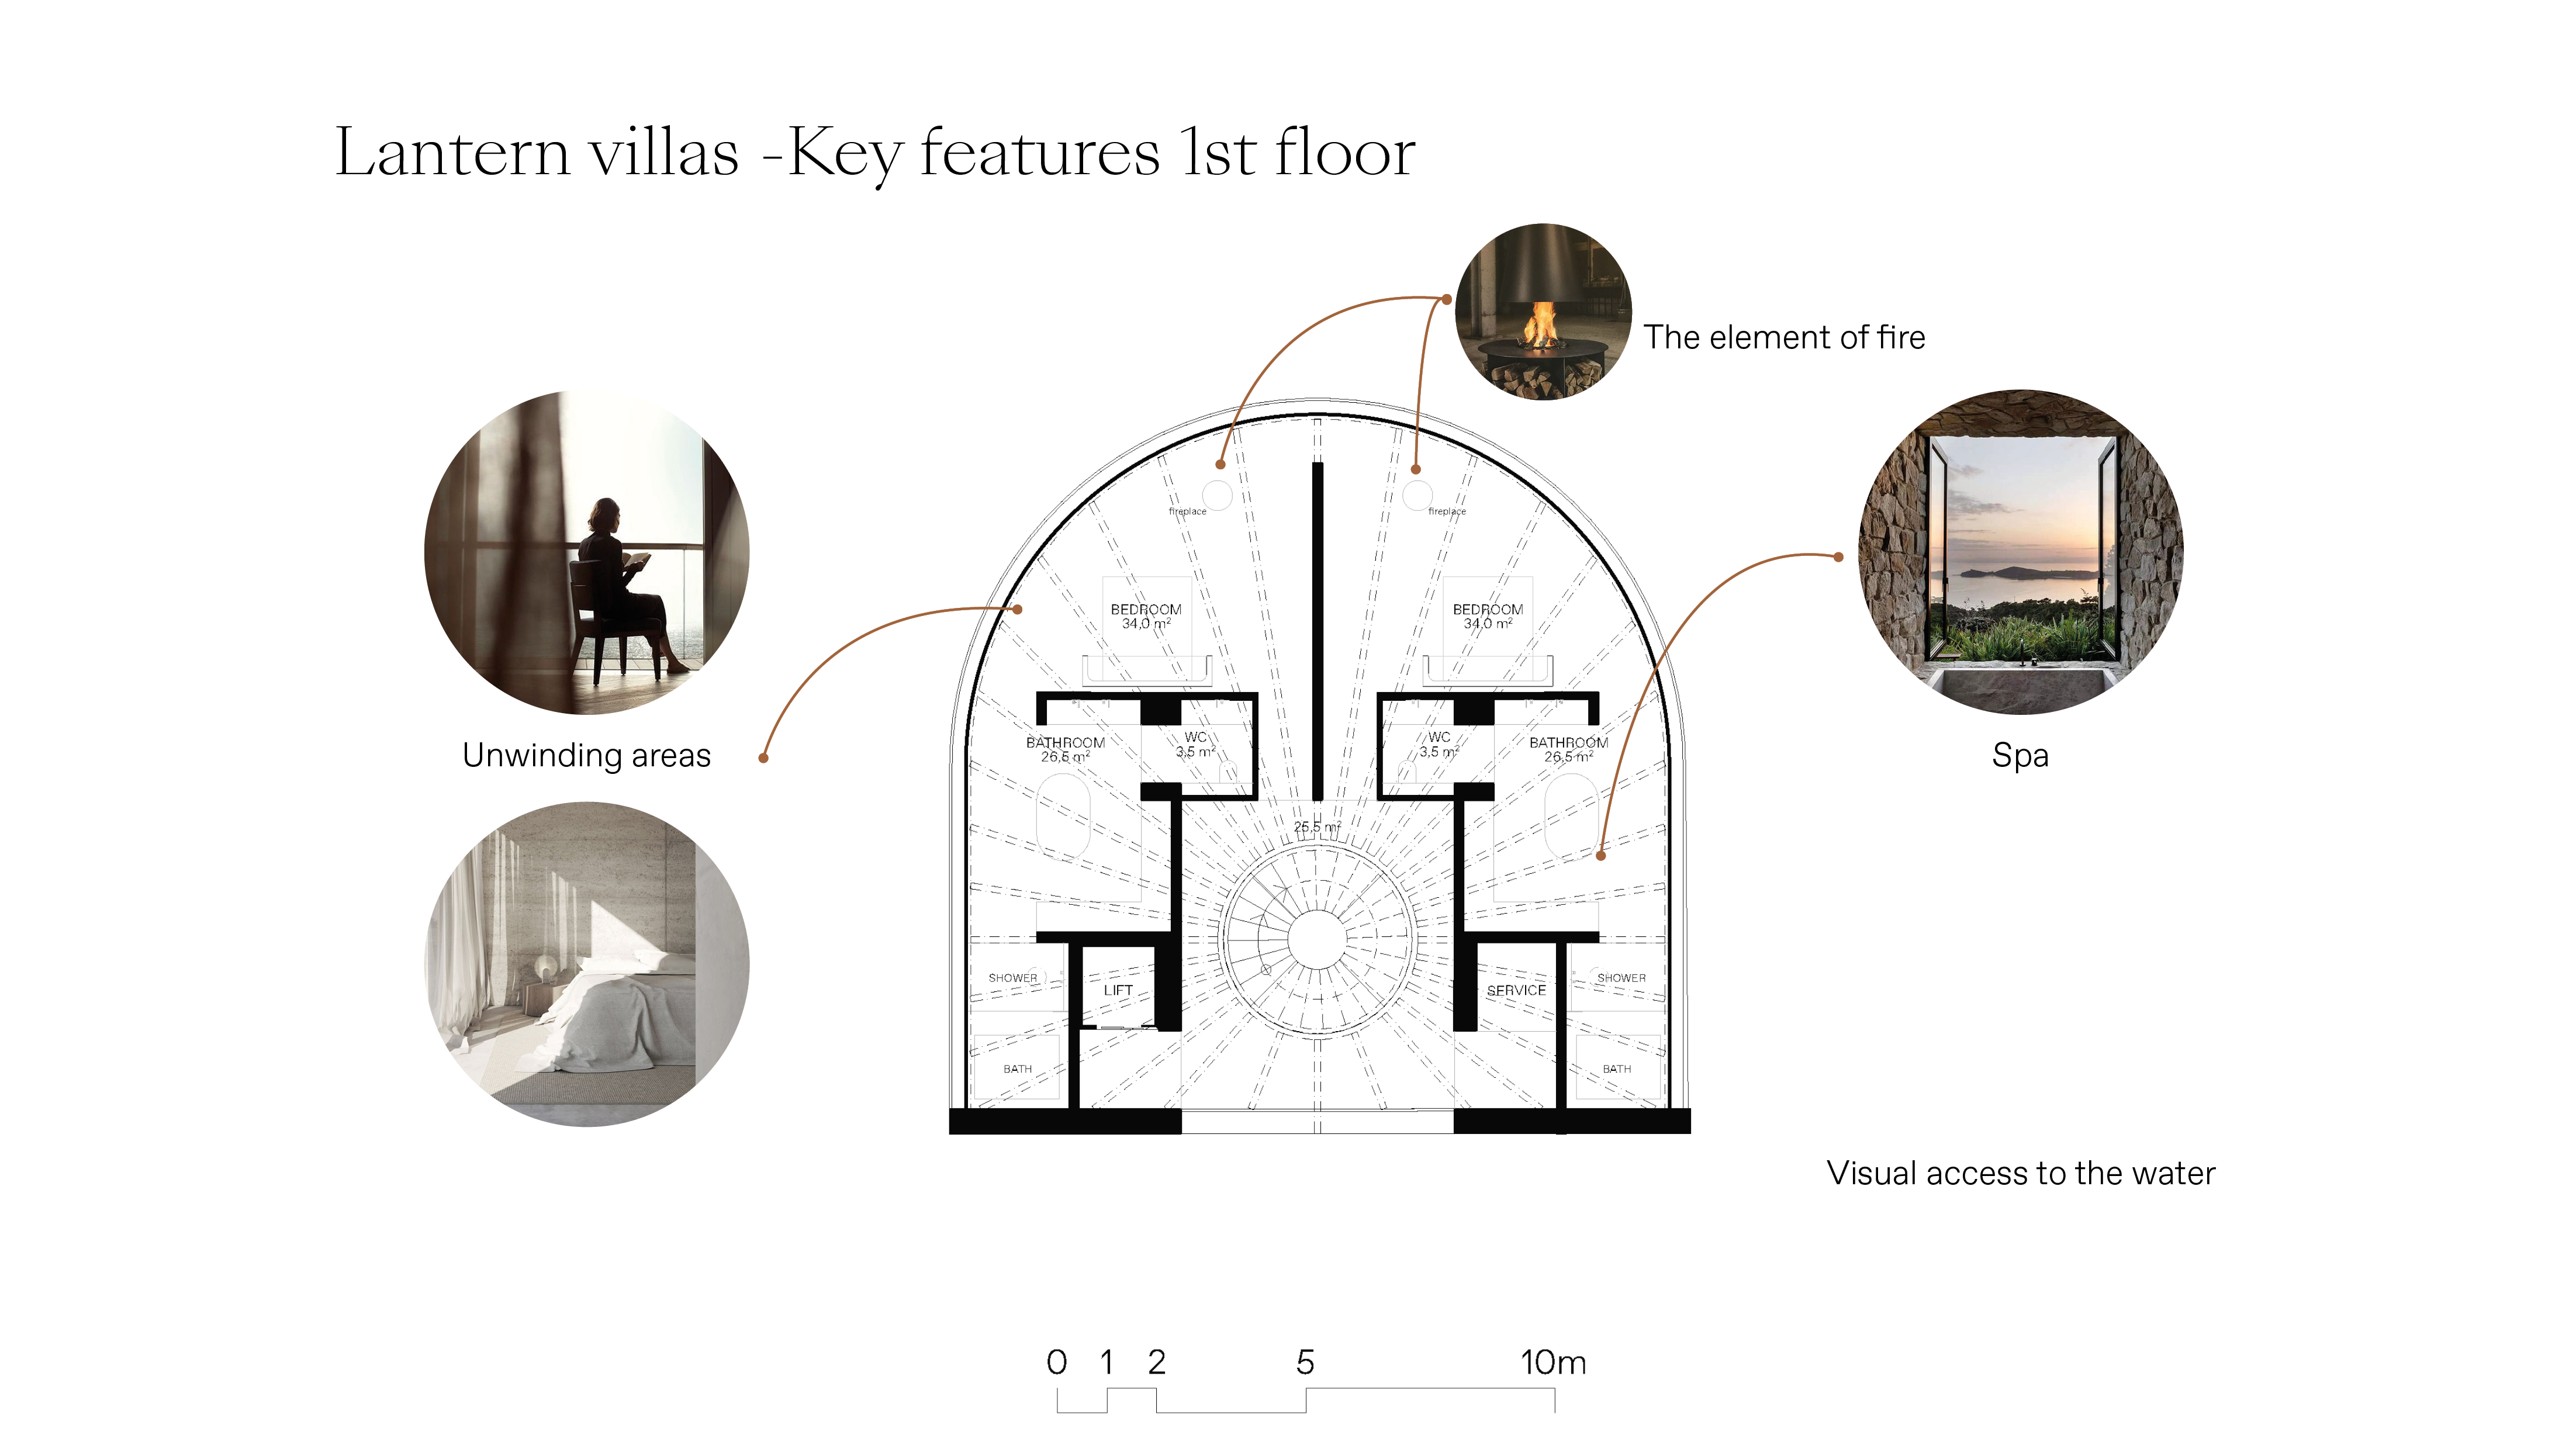 Lantern villas -Key features 1st floor
The element of fire
fireplace
fireplace
BEDROOM
34,0 m²
BEDROOM
34,0 m²
Unwinding areas
Spa
BATHROOM
26,5 m²
WC
3,5 m²
WC
3,5 m²
BATHROOM
26,5 m²
25,5 m²
SHOWER
LIFT
SERVICE
SHOWER
BATH
BATH
Visual access to the water
0 1 2 5 10m